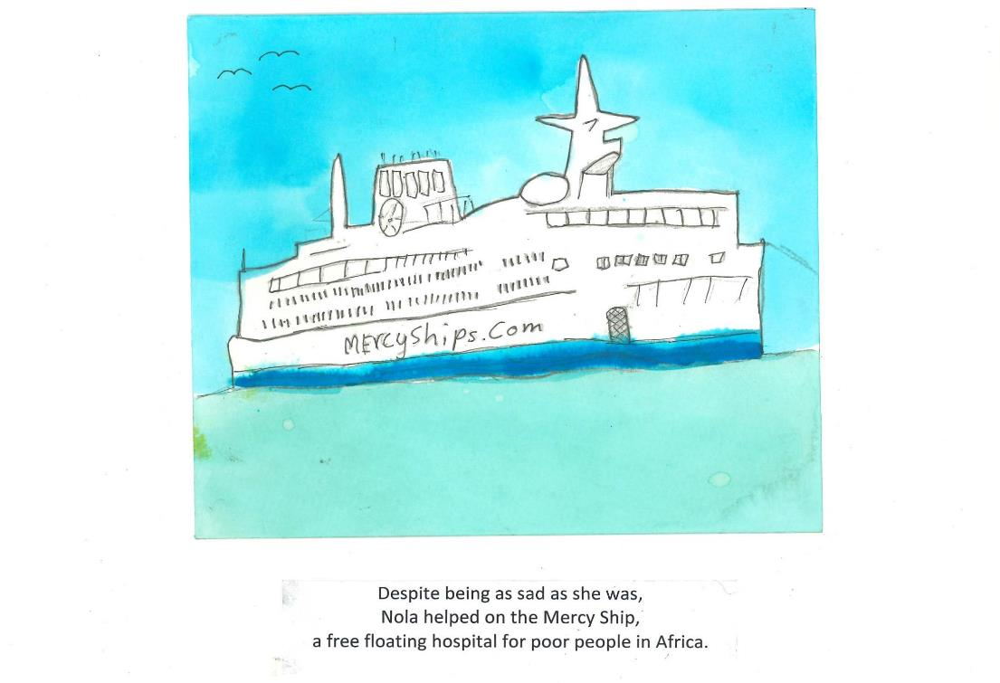 MercyShips.Com
Despite being as sad as she was,
Nola helped on the Mercy Ship,
a free floating hospital for poor people in Africa.